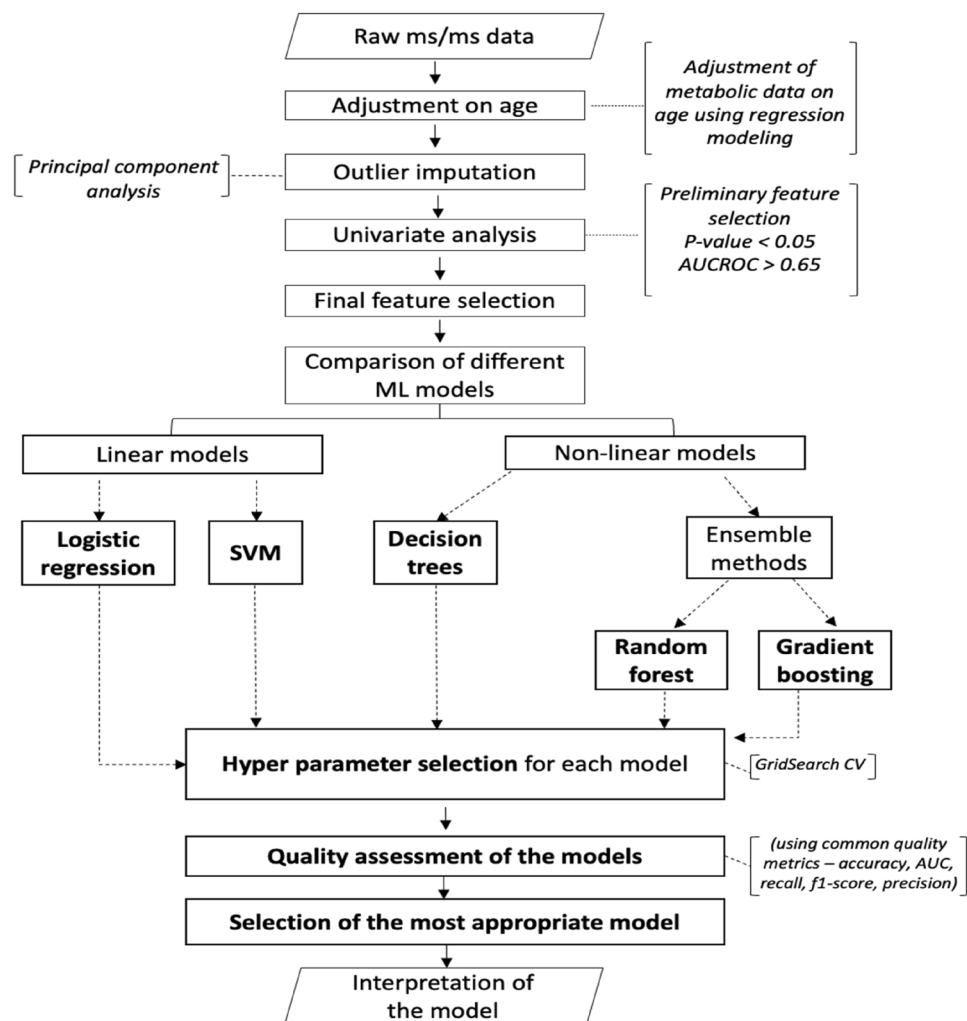 Raw ms/ms data
Adjustment on age
Adjustment of
metabolic data on
age using regression
modeling
Principal component
analysis
Outlier imputation
Univariate analysis
Preliminary feature
selection
P-value < 0.05
AUCROC > 0.65
Final feature selection
Comparison of different
ML models
Linear models
Non-linear models
Logistic
regression
SVM
Decision
trees
Ensemble
methods
Random
forest
Gradient
boosting
Hyper parameter selection for each model
GridSearch CV
Quality assessment of the models
(using common quality
metrics – accuracy, AUC,
recall, f1-score, precision)
Selection of the most appropriate model
Interpretation of
the model